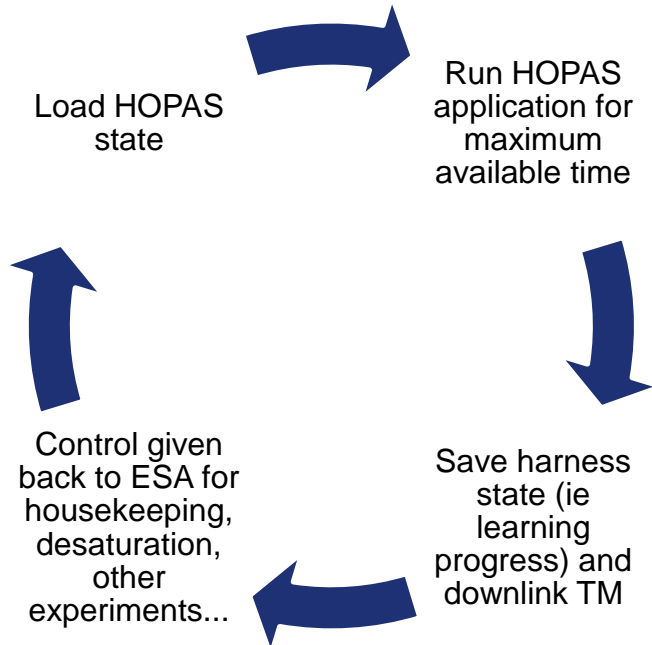 Load HOPAS
state
Run HOPAS
application for
maximum
available time
Save harness
state (ie
learning
progress) and
downlink TM
Control given
back to ESA for
housekeeping,
desaturation,
other
experiments...